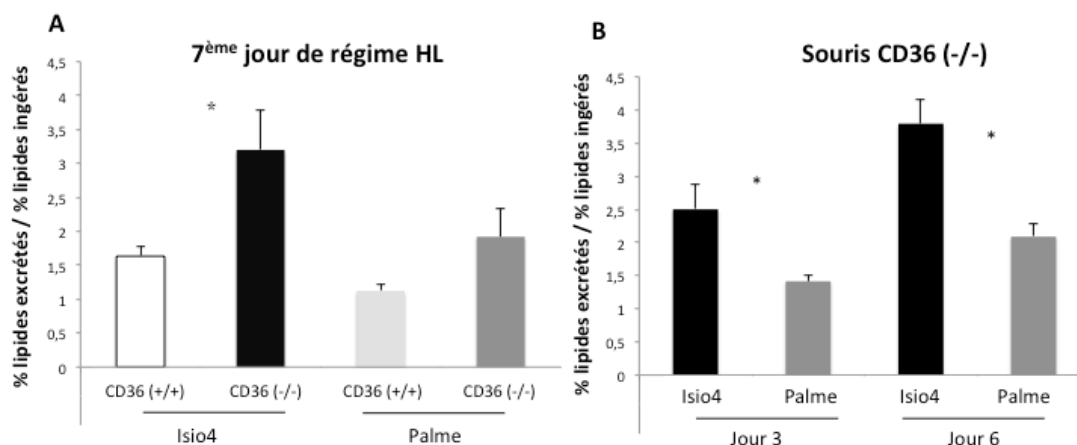 A
7ème jour de régime HL
% lipides excrétés / % lipides ingérés
4,5
4
3,5
3
2,5
2
1,5
1
0,5
0
*
CD36 (+/+) CD36 (-/-) CD36 (+/+) CD36 (-/-)
Isio4 Palme
B
Souris CD36 (-/-)
% lipides excrétés / % lipides ingérés
4,5
4
3,5
3
2,5
2
1,5
1
0,5
0
*
*
Isio4 Palme Isio4 Palme
Jour 3 Jour 6